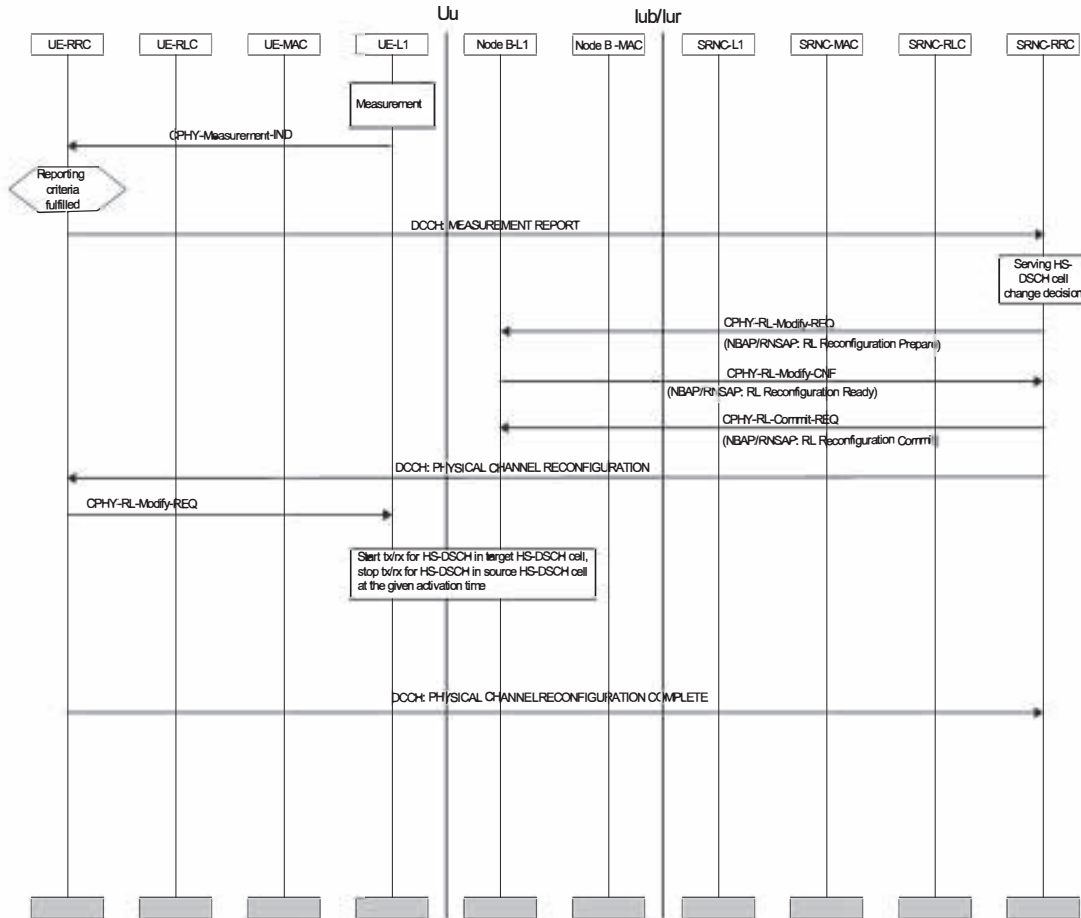 Uu
Iub/Iur
UE-RRC
UE-RLC
UE-MAC
UE-L1
Node B-L1
Node B -MAC
SRNC-L1
SRNC-MAC
SRNC-RLC
SRNC-RRC
Measurement
CPHY-Measurement-IND
Reporting
criteria
fulfilled
DCCH: MEASUREMENT REPORT
Serving HS-
DSCH cell
change decision
CPHY-RL-Modify-REQ
(NBAP/RNSAP: RL Reconfiguration Prepare)
CPHY-RL-Modify-CNF
(NBAP/RNSAP: RL Reconfiguration Ready)
CPHY-RL-Commit-REQ
(NBAP/RNSAP: RL Reconfiguration Commit)
DCCH: PHYSICAL CHANNEL RECONFIGURATION
CPHY-RL-Modify-REQ
Start tx/rx for HS-DSCH in target HS-DSCH cell,
stop tx/rx for HS-DSCH in source HS-DSCH cell
at the given activation time
DCCH: PHYSICAL CHANNEL RECONFIGURATION COMPLETE